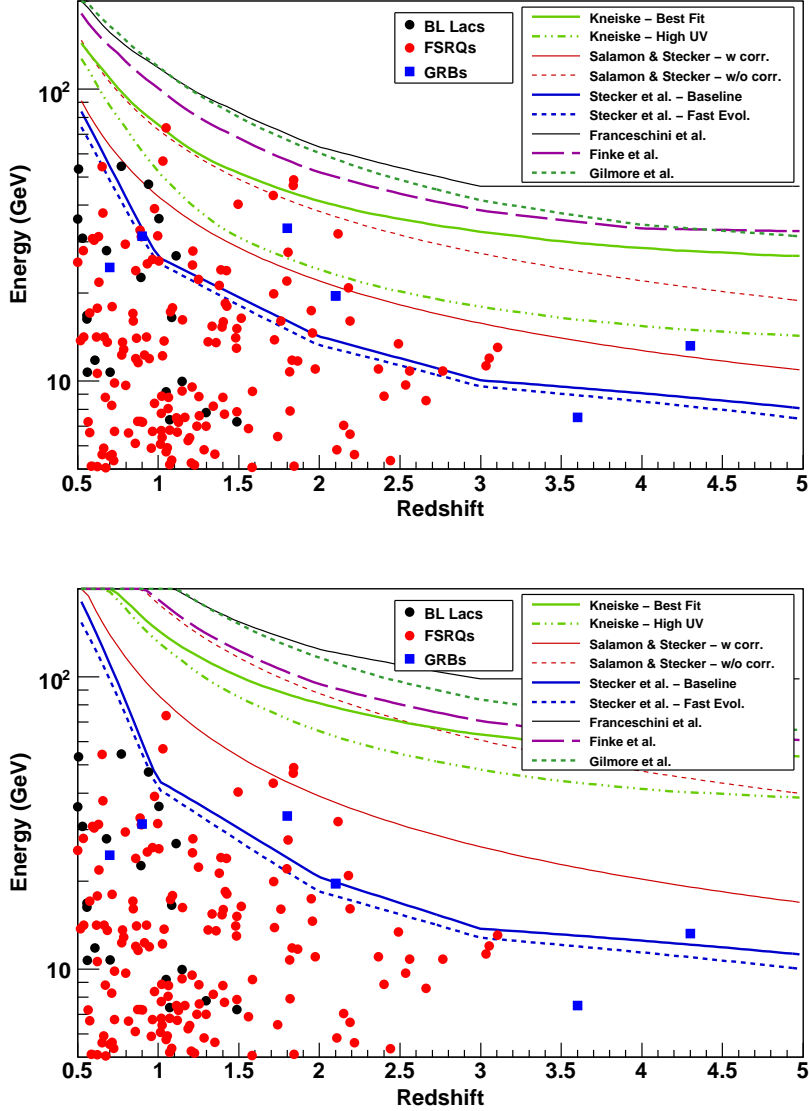 10²
10
Energy (GeV)
BL Lacs
FSRQs
GRBs
Kneiske – Best Fit
Kneiske – High UV
Salamon & Stecker – w corr.
Salamon & Stecker – w/o corr.
Stecker et al. – Baseline
Stecker et al. – Fast Evol.
Franceschini et al.
Finke et al.
Gilmore et al.
0.5 1 1.5 2 2.5 3 3.5 4 4.5 5
Redshift
10²
10
Energy (GeV)
BL Lacs
FSRQs
GRBs
Kneiske – Best Fit
Kneiske – High UV
Salamon & Stecker – w corr.
Salamon & Stecker – w/o corr.
Stecker et al. – Baseline
Stecker et al. – Fast Evol.
Franceschini et al.
Finke et al.
Gilmore et al.
0.5 1 1.5 2 2.5 3 3.5 4 4.5 5
Redshift